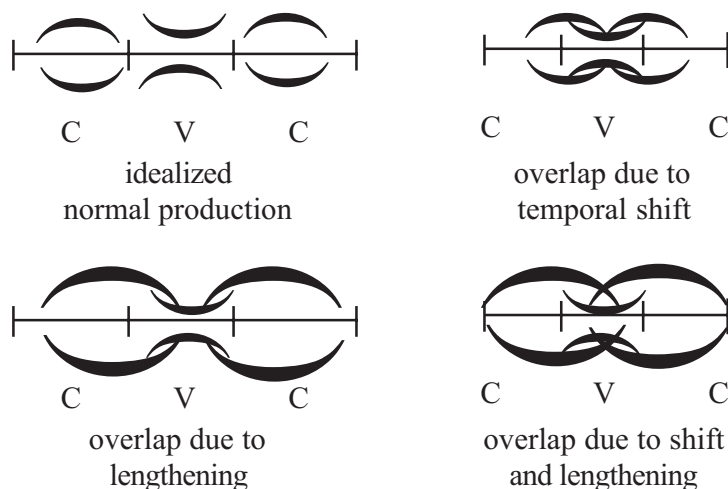 C V C
idealized
normal production
C V C
overlap due to
temporal shift
C V C
overlap due to
lengthening
C V C
overlap due to shift
and lengthening